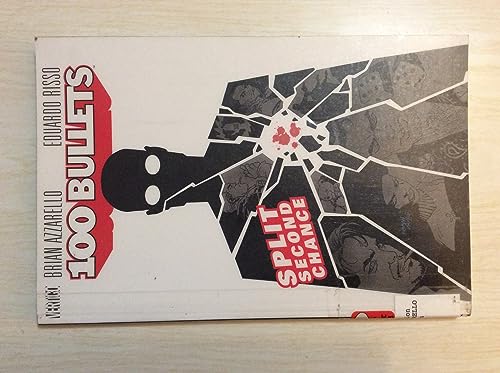 VERTIGO
BRIAN AZZARELLO EDUARDO RISSO
100 BULLETS
SPLIT
SECOND
CHANCE